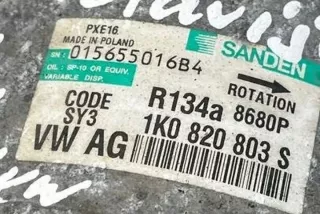 PXE16
MADE IN POLAND
SN : 015655016B4
SANDEN
OIL : SP-10 OR EQUIV.
VARIABLE DISP.
ROTATION
CODE R134a 8680P
SY3
VW AG 1K0 820 803 S